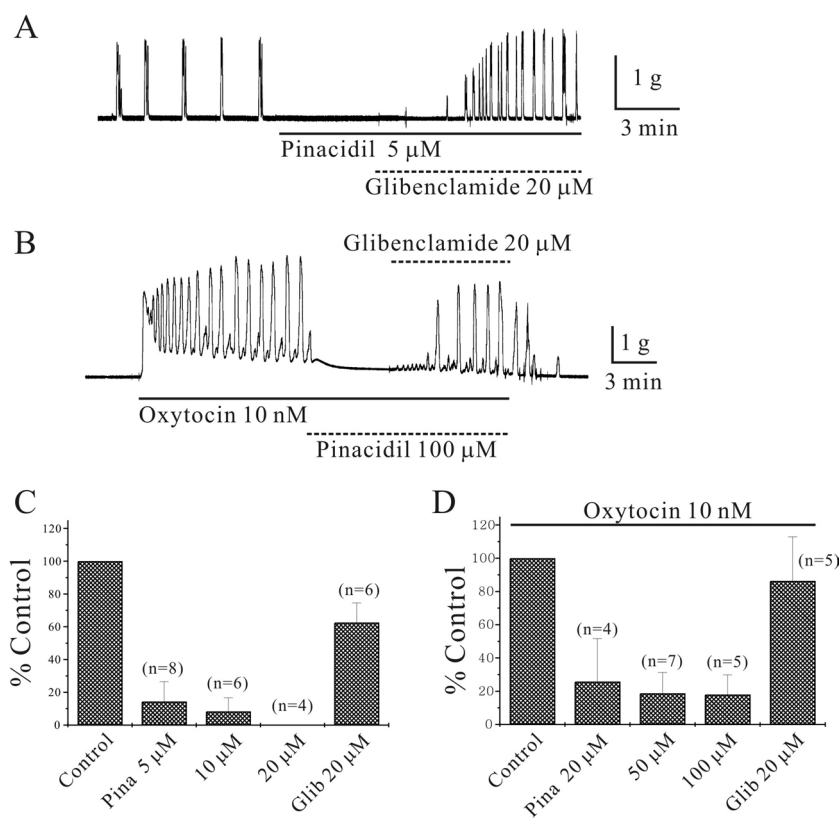 A
1 g
3 min
Pinacidil 5 μM
Glibenclamide 20 μM
B
Glibenclamide 20 μM
1 g
3 min
Oxytocin 10 nM
Pinacidil 100 μM
C
% Control
120
100
80
60
40
20
0
(n=8)
(n=6)
(n=4)
(n=6)
Control
Pina 5 μM
10 μM
20 μM
Glib 20 μM
D
Oxytocin 10 nM
% Control
120
100
80
60
40
20
0
(n=4)
(n=7)
(n=5)
(n=5)
Control
Pina 20 μM
50 μM
100 μM
Glib 20 μM